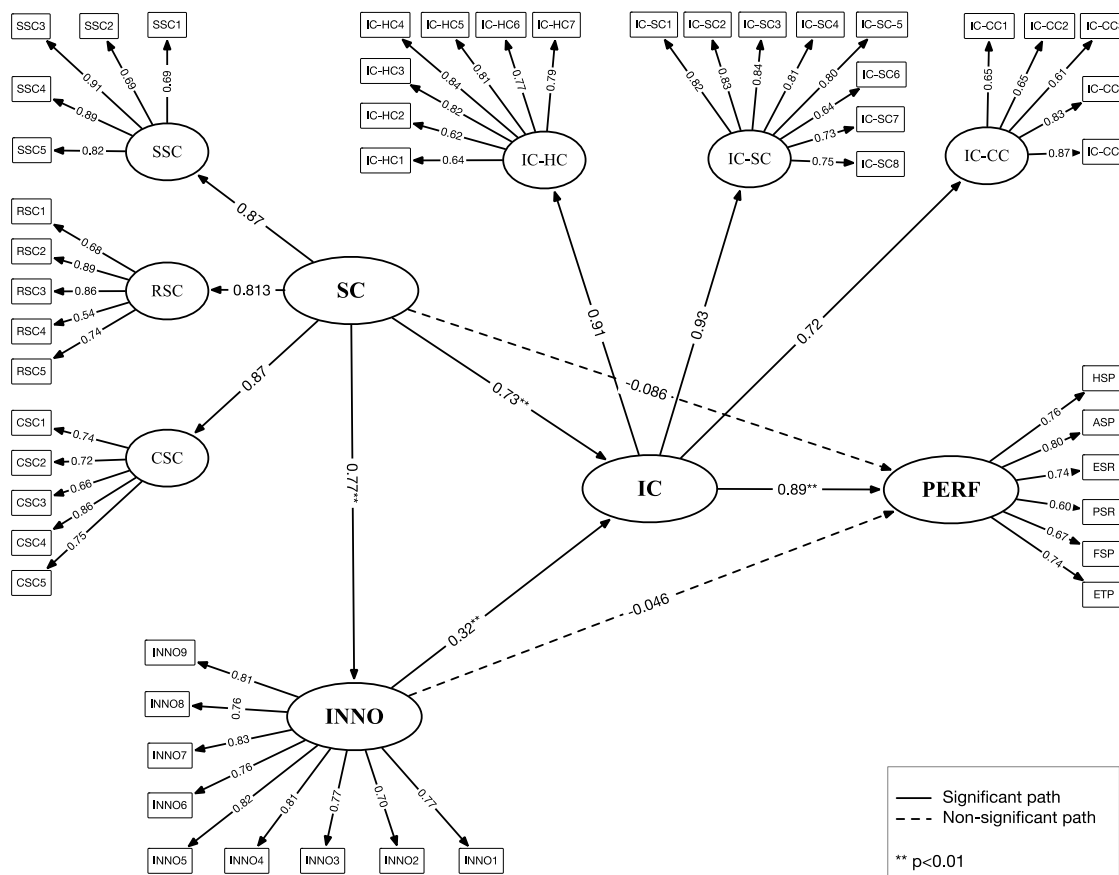 SSC3
SSC2
SSC1
SSC4
SSC5
0.91
0.69
0.69
0.89
0.82
SSC
IC-HC4
IC-HC5
IC-HC6
IC-HC7
IC-HC3
IC-HC2
IC-HC1
0.84
0.81
0.77
0.79
0.82
0.62
0.64
IC-HC
IC-SC1
IC-SC2
IC-SC3
IC-SC4
IC-SC-5
IC-SC6
IC-SC7
IC-SC8
0.82
0.83
0.84
0.81
0.80
0.64
0.73
0.75
IC-SC
IC-CC1
IC-CC2
IC-CC
IC-CC
IC-CC
0.65
0.65
0.61
0.83
0.87
IC-CC
RSC1
RSC2
RSC3
RSC4
RSC5
0.68
0.89
0.86
0.54
0.74
RSC
0.87
0.813
0.87
SC
CSC1
CSC2
CSC3
CSC4
CSC5
0.74
0.72
0.66
0.86
0.75
CSC
0.77**
0.73**
-0.086
0.91
0.93
0.72
IC
0.89**
PERF
0.76
0.80
0.74
0.60
0.67
0.74
HSP
ASP
ESR
PSR
FSP
ETP
0.32**
-0.046
INNO
INNO9
INNO8
INNO7
INNO6
INNO5
INNO4
INNO3
INNO2
INNO1
0.81
0.76
0.83
0.76
0.82
0.81
0.77
0.70
0.77
Significant path
Non-significant path
** p<0.01